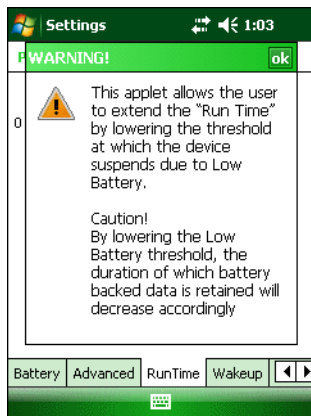 Settings 1:03
P
WARNING! ok
This applet allows the user
to extend the "Run Time"
by lowering the threshold
at which the device
suspends due to Low
Battery.
0
Caution!
By lowering the Low
Battery threshold, the
duration of which battery
backed data is retained will
decrease accordingly
Battery Advanced RunTime Wakeup